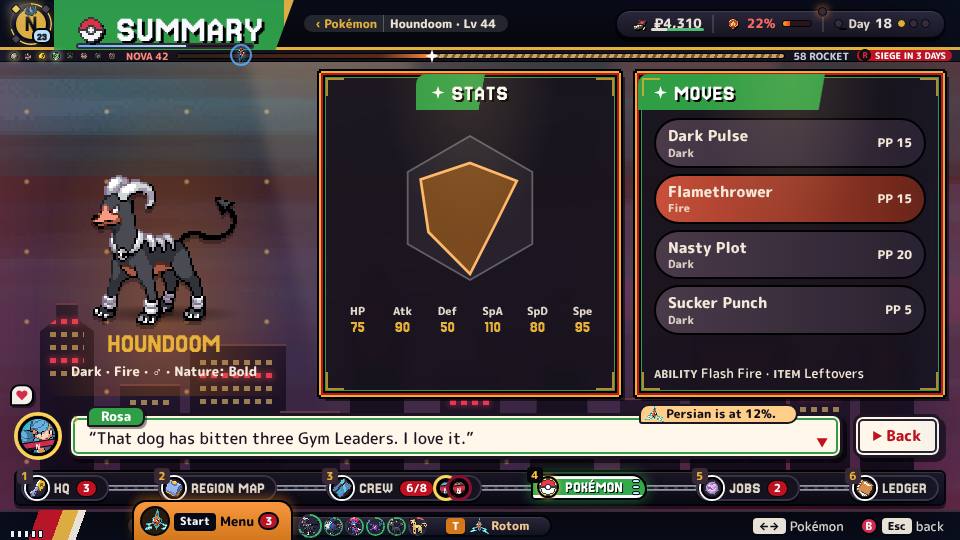 23
SUMMARY
‹ Pokémon
Houndoom · Lv 44
₽4,310
22%
Day 18
NOVA 42
58 ROCKET
R SIEGE IN 3 DAYS
STATS
HP Atk Def SpA SpD Spe
75 90 50 110 80 95
MOVES
Dark Pulse
Dark
PP 15
Flamethrower
Fire
PP 15
Nasty Plot
Dark
PP 20
Sucker Punch
Dark
PP 5
ABILITY Flash Fire · ITEM Leftovers
HOUNDOOM
Dark · Fire · ♂ · Nature: Bold
Rosa
Persian is at 12%.
“That dog has bitten three Gym Leaders. I love it.”
Back
1 HQ 3
2 REGION MAP
3 CREW 6/8
4 POKÉMON
5 JOBS 2
6 LEDGER
Start Menu 3
T Rotom
←→ Pokémon
B Esc back